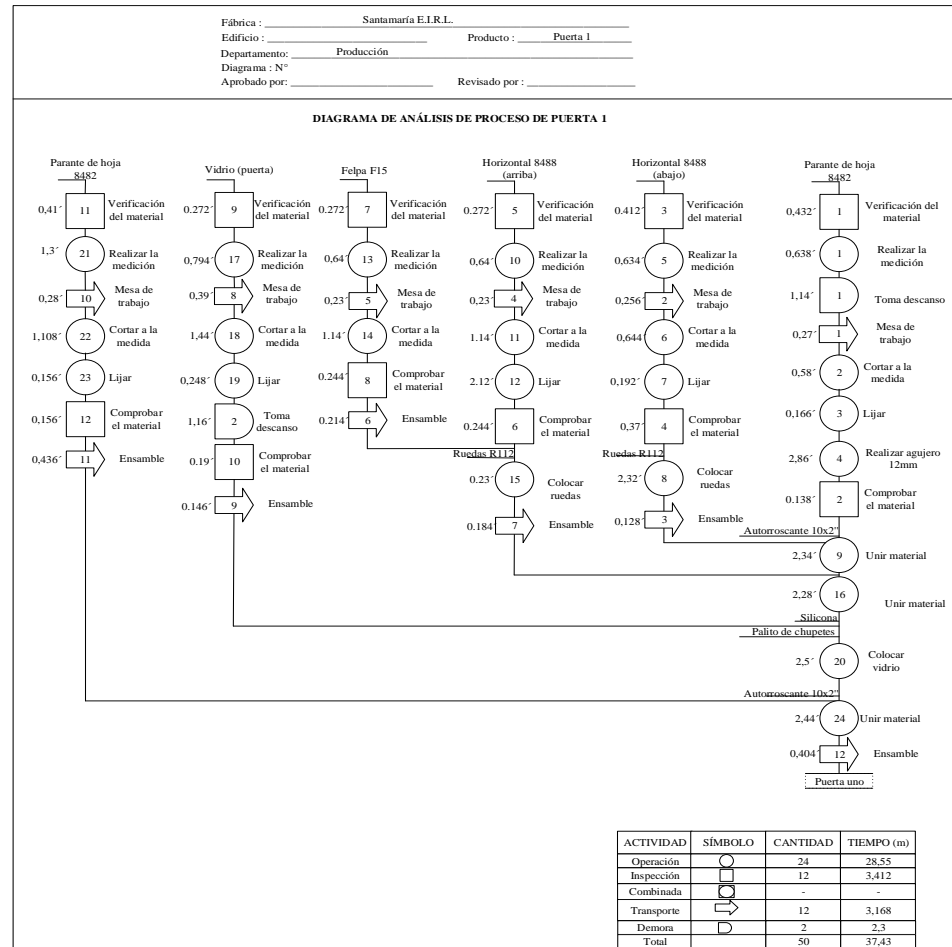 Fábrica : Santamaría E.I.R.L.
Edificio : Producto : Puerta 1
Departamento: Producción
Diagrama : N°
Aprobado por: Revisado por :
DIAGRAMA DE ANÁLISIS DE PROCESO DE PUERTA 1
Parante de hoja
8482
0,41´ 11 Verificación
del material
1,3´ 21 Realizar la
medición
0,28´ 10 Mesa de
trabajo
1,108´ 22 Cortar a la
medida
0,156´ 23 Lijar
0,156´ 12 Comprobar
el material
0,436´ 11 Ensamble
Vidrio (puerta)
0.272´ 9 Verificación
del material
0,794´ 17 Realizar la
medición
0,39´ 8 Mesa de
trabajo
1,44´ 18 Cortar a la
medida
0,248´ 19 Lijar
1,16´ 2 Toma
descanso
0.19´ 10 Comprobar
el material
0.146´ 9 Ensamble
Felpa F15
0.272´ 7 Verificación
del material
0,64´ 13 Realizar la
medición
0,23´ 5 Mesa de
trabajo
1.14´ 14 Cortar a la
medida
0.244´ 8 Comprobar
el material
0.214´ 6 Ensamble
Horizontal 8488
(arriba)
0.272´ 5 Verificación
del material
0,64´ 10 Realizar la
medición
0,23´ 4 Mesa de
trabajo
1.14´ 11 Cortar a la
medida
2.12´ 12 Lijar
0.244´ 6 Comprobar
el material
Ruedas R112
0.23´ 15 Colocar
ruedas
0.184´ 7 Ensamble
Horizontal 8488
(abajo)
0.412´ 3 Verificación
del material
0,634´ 5 Realizar la
medición
0,256´ 2 Mesa de
trabajo
0,644 6 Cortar a la
medida
0,192´ 7 Lijar
0,37´ 4 Comprobar
el material
Ruedas R112
2,32´ 8 Colocar
ruedas
0,128´ 3 Ensamble
Parante de hoja
8482
0,432´ 1 Verificación del
material
0,638´ 1 Realizar la
medición
1,14´ 1 Toma descanso
0,27´ 1 Mesa de
trabajo
0,58´ 2 Cortar a la
medida
0,166´ 3 Lijar
2,86´ 4 Realizar agujero
12mm
0.138´ 2 Comprobar
el material
Autorroscante 10x2"
2,34´ 9 Unir material
2,28´ 16 Unir material
Silicona
Palito de chupetes
2,5´ 20 Colocar
vidrio
Autorroscante 10x2"
2,44´ 24 Unir material
0,404´ 12 Ensamble
Puerta uno
ACTIVIDAD SÍMBOLO CANTIDAD TIEMPO (m)
Operación 24 28,55
Inspección 12 3,412
Combinada - -
Transporte 12 3,168
Demora 2 2,3
Total 50 37,43